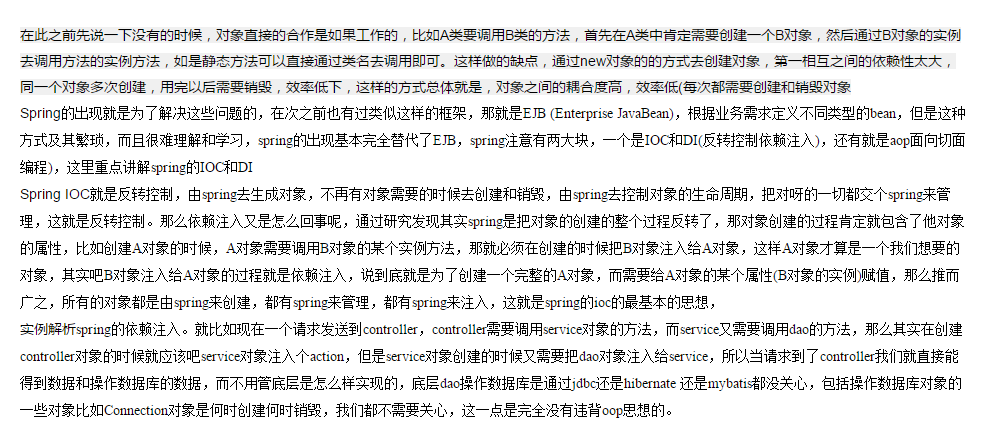 在此之前先说一下没有的时候，对象直接的合作是如果工作的，比如A类要调用B类的方法，首先在A类中肯定需要创建一个B对象，然后通过B对象的实例
去调用方法的实例方法，如是静态方法可以直接通过类名去调用即可。这样做的缺点，通过new对象的的方式去创建对象，第一相互之间的依赖性太大，
同一个对象多次创建，用完以后需要销毁，效率低下，这样的方式总体就是，对象之间的耦合度高，效率低(每次都需要创建和销毁对象
Spring的出现就是为了解决这些问题的，在次之前也有过类似这样的框架，那就是EJB (Enterprise JavaBean)，根据业务需求定义不同类型的bean，但是这种
方式及其繁琐，而且很难理解和学习，spring的出现基本完全替代了EJB，spring注意有两大块，一个是IOC和DI(反转控制依赖注入)，还有就是aop面向切面
编程)，这里重点讲解spring的IOC和DI
Spring IOC就是反转控制，由spring去生成对象，不再有对象需要的时候去创建和销毁，由spring去控制对象的生命周期，把对呀的一切都交个spring来管
理，这就是反转控制。那么依赖注入又是怎么回事呢，通过研究发现其实spring是把对象的创建的整个过程反转了，那对象创建的过程肯定就包含了他对象
的属性，比如创建A对象的时候，A对象需要调用B对象的某个实例方法，那就必须在创建的时候把B对象注入给A对象，这样A对象才算是一个我们想要的
对象，其实吧B对象注入给A对象的过程就是依赖注入，说到底就是为了创建一个完整的A对象，而需要给A对象的某个属性(B对象的实例)赋值，那么推而
广之，所有的对象都是由spring来创建，都有spring来管理，都有spring来注入，这就是spring的ioc的最基本的思想，
实例解析spring的依赖注入。就比如现在一个请求发送到controller，controller需要调用service对象的方法，而service又需要调用dao的方法，那么其实在创建
controller对象的时候就应该吧service对象注入个action，但是service对象创建的时候又需要把dao对象注入给service，所以当请求到了controller我们就直接能
得到数据和操作数据库的数据，而不用管底层是怎么样实现的，底层dao操作数据库是通过jdbc还是hibernate 还是mybatis都没关心，包括操作数据库对象的
一些对象比如Connection对象是何时创建何时销毁，我们都不需要关心，这一点是完全没有违背oop思想的。